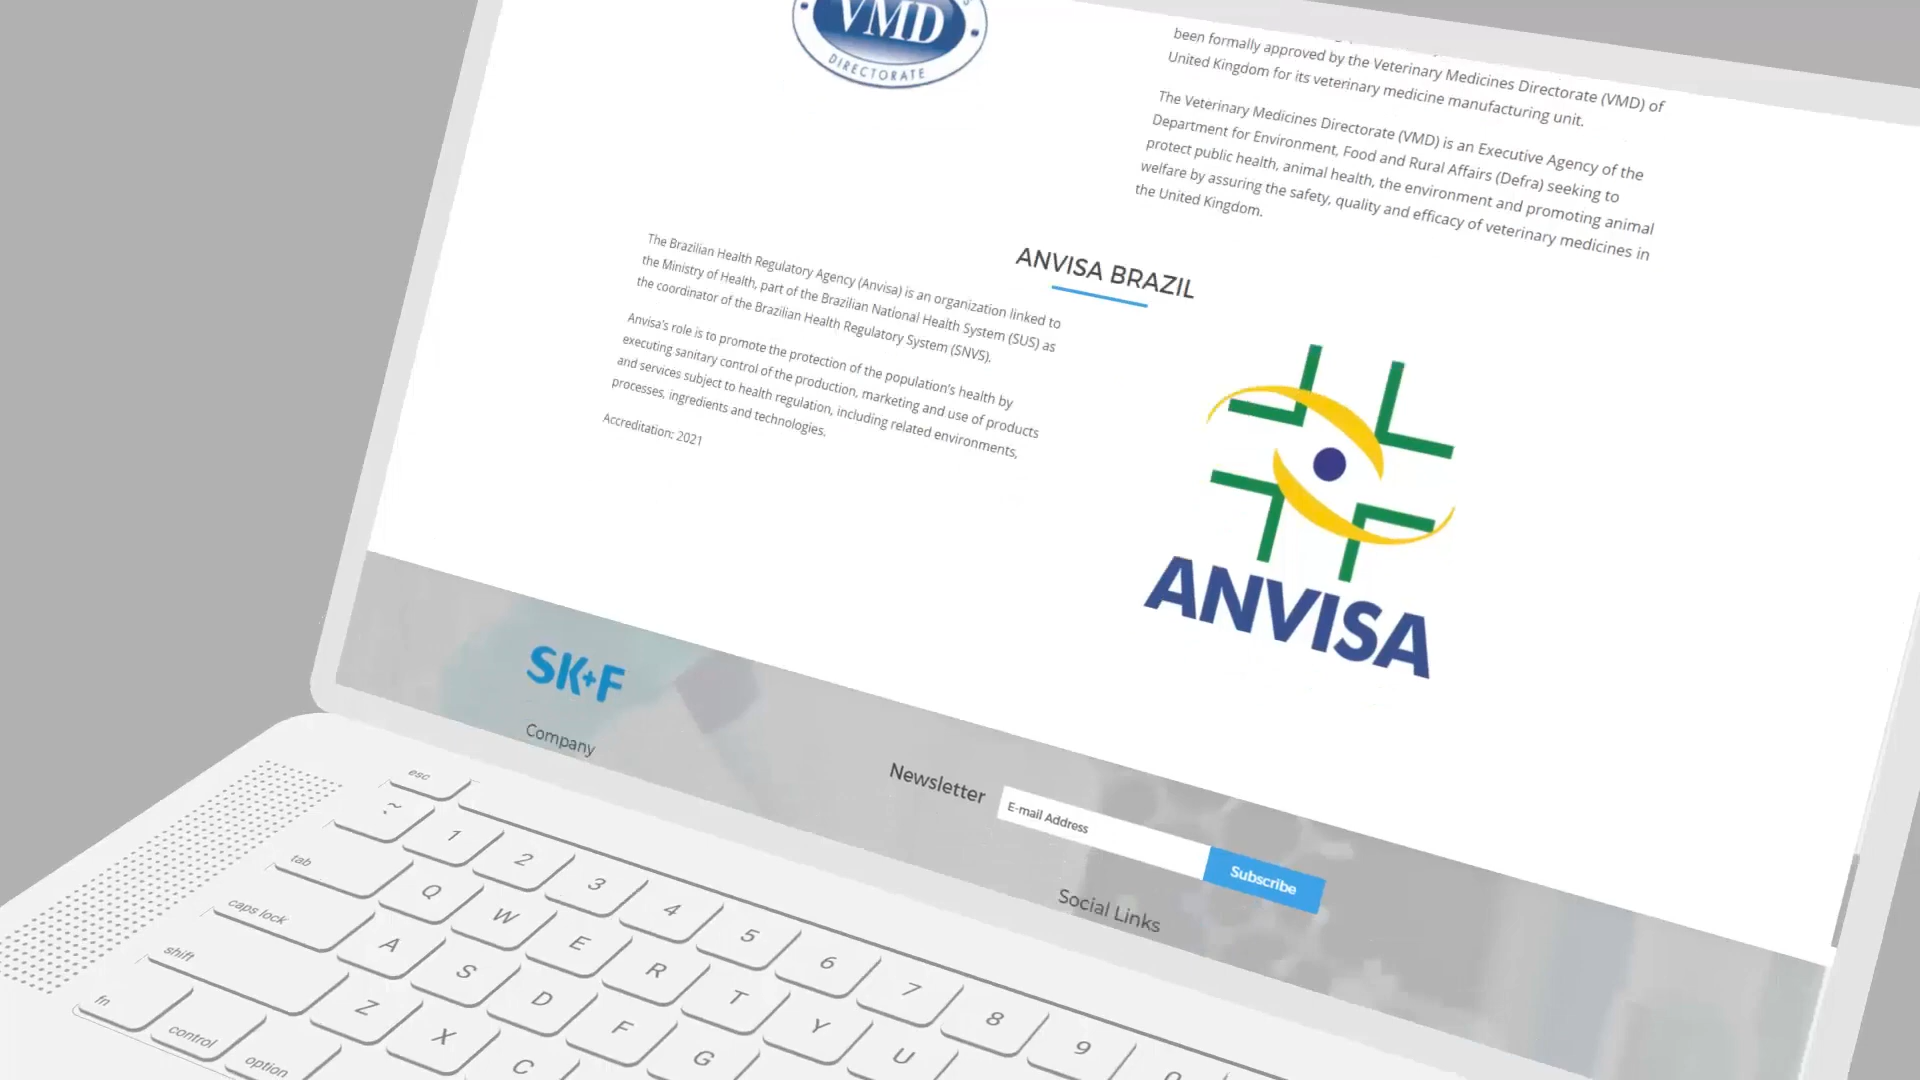 VMD
DIRECTORATE
been formally approved by the Veterinary Medicines Directorate (VMD) of
United Kingdom for its veterinary medicine manufacturing unit.
The Veterinary Medicines Directorate (VMD) is an Executive Agency of the
Department for Environment, Food and Rural Affairs (Defra) seeking to
protect public health, animal health, the environment and promoting animal
welfare by assuring the safety, quality and efficacy of veterinary medicines in
the United Kingdom.
ANVISA BRAZIL
The Brazilian Health Regulatory Agency (Anvisa) is an organization linked to
the Ministry of Health, part of the Brazilian National Health System (SUS) as
the coordinator of the Brazilian Health Regulatory System (SNVS).
Anvisa's role is to promote the protection of the population's health by
executing sanitary control of the production, marketing and use of products
and services subject to health regulation, including related environments,
processes, ingredients and technologies.
Accreditation: 2021
ANVISA
SK+F
Company
Newsletter
E-mail Address
Subscribe
Social Links
esc
~
1 2 3 4 5 6 7 8 9
tab Q W E R T Y U
caps lock A S D F G
shift Z X C
fn control option